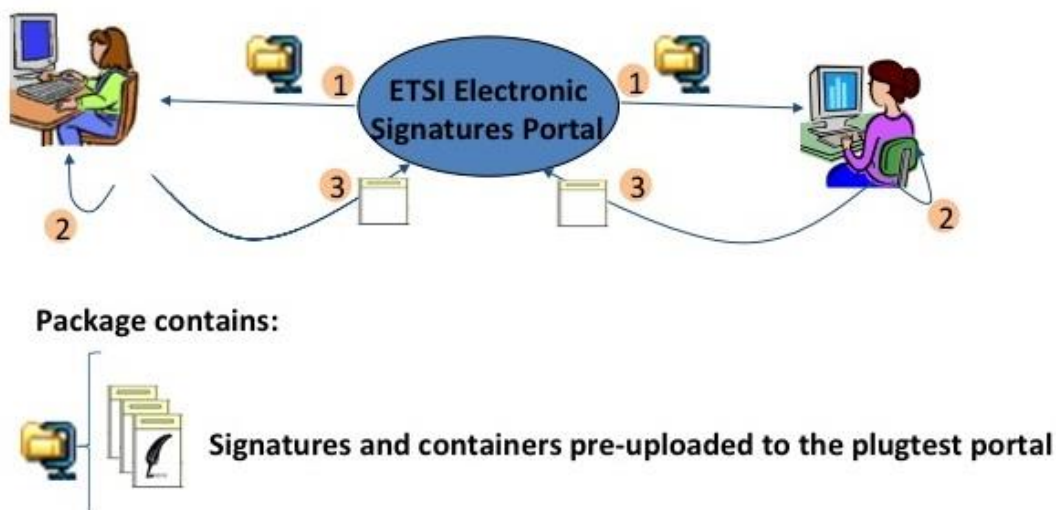 1
ETSI Electronic
Signatures Portal
1
3
3
2
2
Package contains:
Signatures and containers pre-uploaded to the plugtest portal